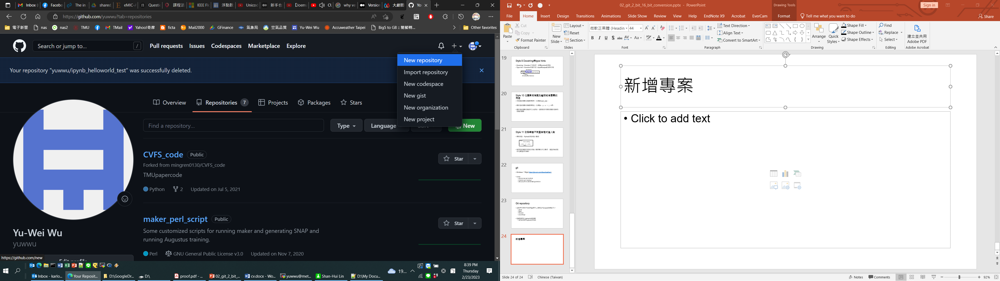 Inbox (
Facebo
The in
shared
eMIC-/
Questi
課程活
IEEE Flo
浮點數
Unicod
新手也
【Joema
Cl
why ve
Version
大劇獨
Yo
https://github.com/yuwwu?tab=repositories
電子新聞
nas
nas2
TMU
TMail
Yahoo!奇摩
ficta
Mail2000
GFinance
氣象局
空氣品質
Yu-Wei Wu
Accuweather Taipei
Big5 to GB :: 簡繁轉...
Other favorites
Search or jump to...
/
Pull requests
Issues
Codespaces
Marketplace
Explore
New repository
Import repository
New codespace
New gist
New organization
New project
Your repository "yuwwu/ipynb_helloworld_test" was successfully deleted.
Overview
Repositories 7
Projects
Packages
Stars
Find a repository...
Type
Language
Sort
New
CVFS_code Public
Forked from mingren0130/CVFS_code
TMUpapercode
Python 2 Updated on Jul 5, 2021
Star
maker_perl_script Public
Some customized scripts for running maker and generating SNAP and
running Augustus training.
Perl GNU General Public License v3.0 Updated on Nov 7, 2020
Star
Yu-Wei Wu
yuwwu
Edit profile
https://github.com/new
Inbox - karlo...
Your Reposit...
D:\GoogleDr...
D:\
proof.pdf - ...
02_git_2_bit_...
cv.docx - Wo...
yuwwu@met...
Shan-Hui Lin
D:\My Docu...
19...
8:39 PM
Thursday
2/23/2023
02_git_2_bit_16_bit_conversion.pptx - PowerPoint
Drawing Tools
Sign in
File
Home
Insert
Design
Transitions
Animations
Slide Show
Review
View
Help
EndNote X9
Acrobat
EverCam
Format
Tell me what you want to do
Share
Paste
Cut
Copy
Format Painter
Clipboard
New
Slide
Layout
Reset
Section
Slides
微軟正黑體 (Headin
44
B I U S abc AV Aa
A
Font
Text Direction
Align Text
Convert to SmartArt
Paragraph
Arrange
Quick
Styles
Shape Fill
Shape Outline
Shape Effects
Drawing
Find
Replace
Select
Editing
建立並共用
Adobe PDF
Adobe Acrobat
19
Style 9 Docstring與type hints
20
21
22
git
23
Git repository
24
新增專案
新增專案
• Click to add text
Slide 24 of 24
Chinese (Taiwan)
Notes
Comments
92%